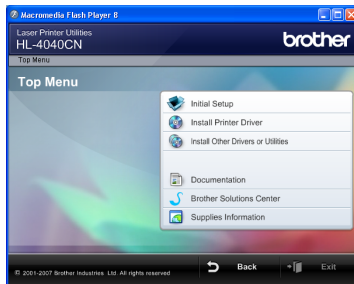 Macromedia Flash Player 8
Laser Printer Utilities
HL-4040CN
brother
Top Menu
Top Menu
Initial Setup
Install Printer Driver
Install Other Drivers or Utilities
Documentation
Brother Solutions Center
Supplies Information
© 2001-2007 Brother Industries Ltd. All rights reserved
Back
Exit